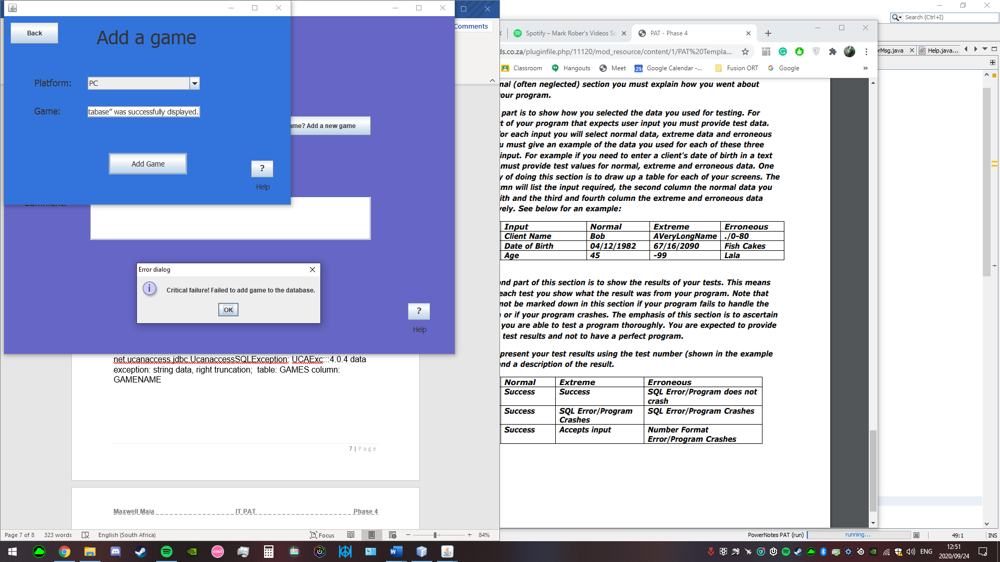 Back
Add a game
Platform:
PC
Game:
tabase” was successfully displayed.
Add Game
?
Help
ame? Add a new game
Error dialog
Critical failure! Failed to add game to the database.
OK
?
Help
Comments
net.ucanaccess.jdbc.UcanaccessSQLException: UCAExc:::4.0.4 data
exception: string data, right truncation;  table: GAMES column:
GAMENAME
7 | Page
Maxwell Maia IT PAT Phase 4
Page 7 of 8 323 words English (South Africa) Focus 84%
Spotify – Mark Rober's Videos So
PAT - Phase 4
ds.co.za/pluginfile.php/11120/mod_resource/content/1/PAT%20Templa...
Classroom Hangouts Meet 29 Google Calendar -... Fusion ORT G Google »
nal (often neglected) section you must explain how you went about
our program.
part is to show how you selected the data you used for testing. For
t of your program that expects user input you must provide test data.
for each input you will select normal data, extreme data and erroneous
u must give an example of the data you used for each of these three
input. For example if you need to enter a client's date of birth in a text
must provide test values for normal, extreme and erroneous data. One
y of doing this section is to draw up a table for each of your screens. The
mn will list the input required, the second column the normal data you
ith and the third and fourth column the extreme and erroneous data
vely. See below for an example:
Input Normal Extreme Erroneous
Client Name Bob AVeryLongName ./0-80
Date of Birth 04/12/1982 67/16/2090 Fish Cakes
Age 45 -99 Lala
nd part of this section is to show the results of your tests. This means
each test you show what the result was from your program. Note that
not be marked down in this section if your program fails to handle the
or if your program crashes. The emphasis of this section is to ascertain
you are able to test a program thoroughly. You are expected to provide
test results and not to have a perfect program.
present your test results using the test number (shown in the example
nd a description of the result.
Normal Extreme Erroneous
Success Success SQL Error/Program does not
crash
Success SQL Error/Program
Crashes
SQL Error/Program Crashes
Success Accepts input Number Format
Error/Program Crashes
Search (Ctrl+I)
orMsg.java Help.java...
PowerNotes PAT (run) running... 49:1 INS
osu!
ENG
12:51
2020/09/24